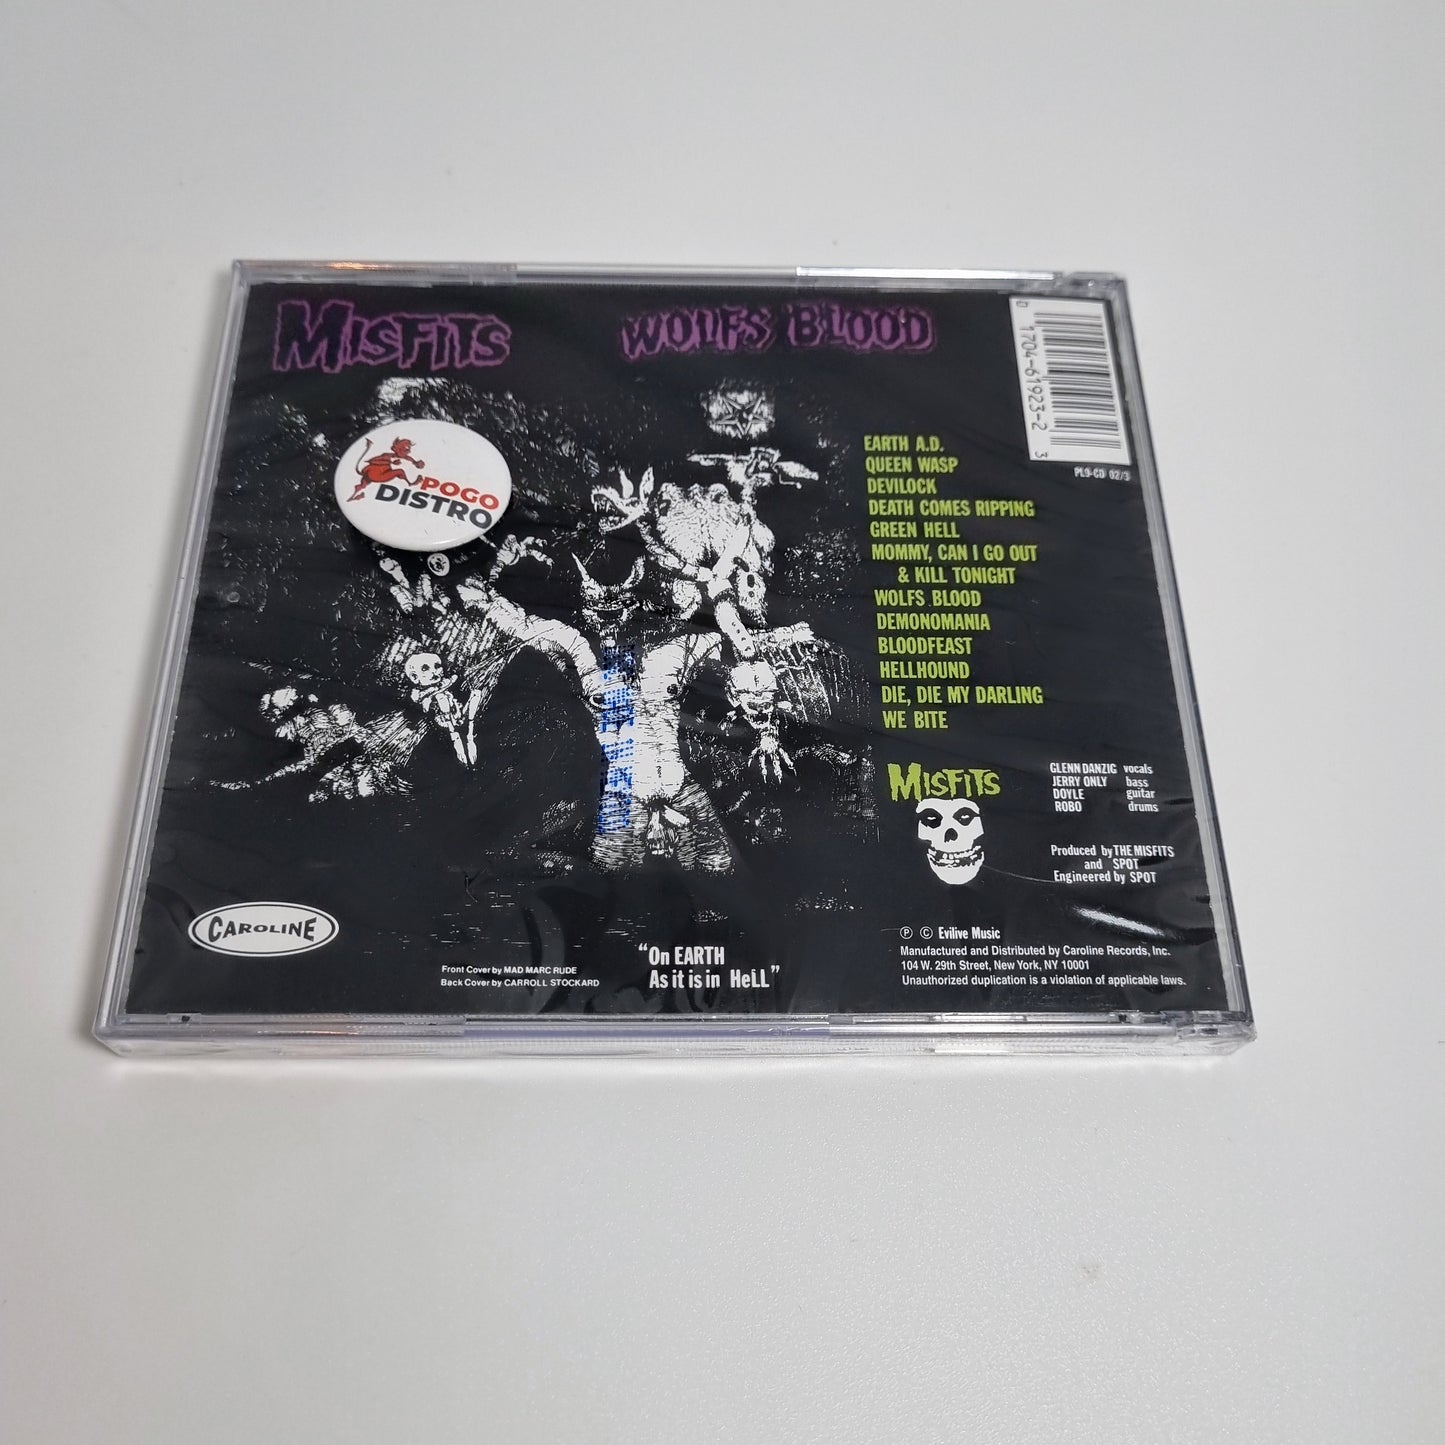 MISFITS
WOLFS BLOOD
0 1704-61923-2 3
PL9-CD 02/3
POGO
DISTRO
EARTH A.D.
QUEEN WASP
DEVILOCK
DEATH COMES RIPPING
GREEN HELL
MOMMY, CAN I GO OUT
& KILL TONIGHT
WOLFS BLOOD
DEMONOMANIA
BLOODFEAST
HELLHOUND
DIE, DIE MY DARLING
WE BITE
MISFITS
GLENN DANZIG vocals
JERRY ONLY bass
DOYLE guitar
ROBO drums
Produced by THE MISFITS
and SPOT
Engineered by SPOT
CAROLINE
Front Cover by MAD MARC RUDE
Back Cover by CARROLL STOCKARD
"On EARTH
As it is in HeLL"
Ⓟ © Evilive Music
Manufactured and Distributed by Caroline Records, Inc.
104 W. 29th Street, New York, NY 10001
Unauthorized duplication is a violation of applicable laws.